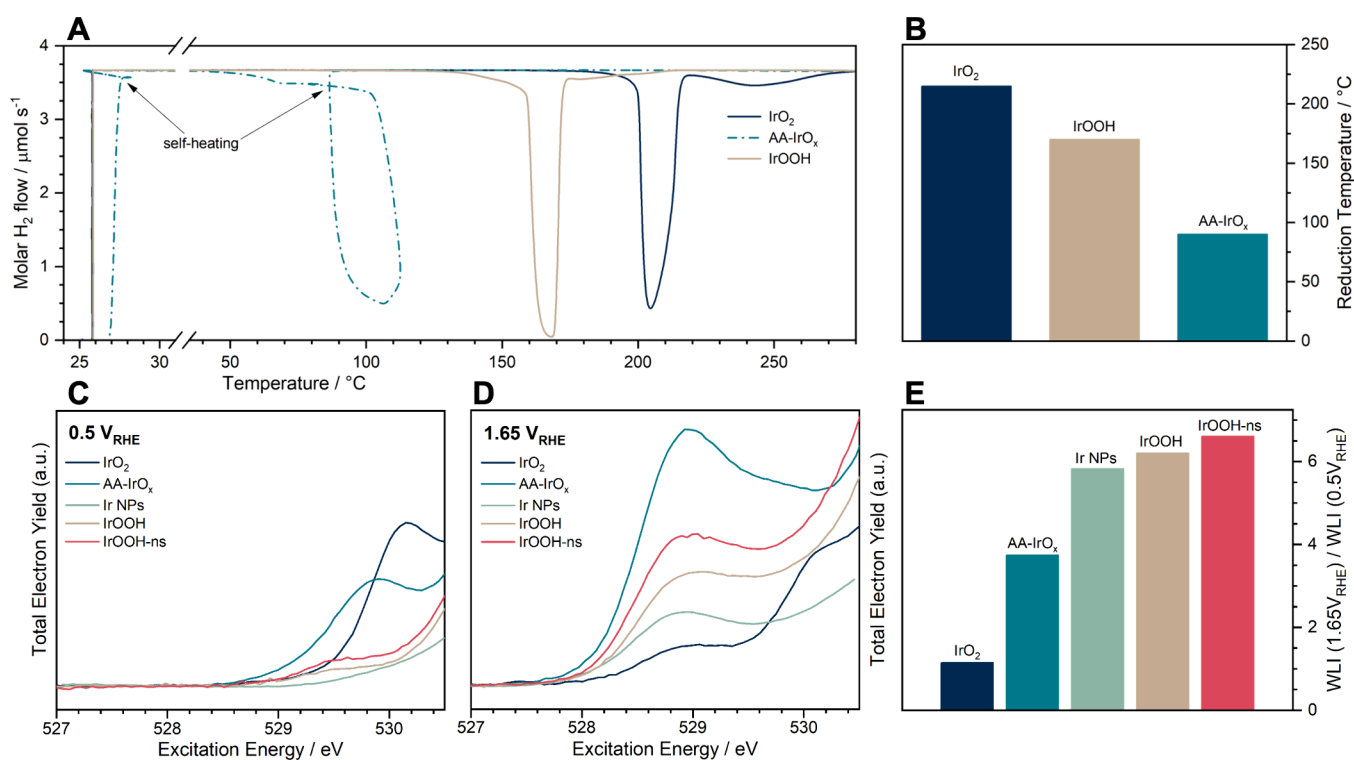 A
B
Molar H₂ flow / μmol s⁻¹
4
3
2
1
0
25
30
50
100
150
200
250
Temperature / °C
self-heating
IrO₂
AA-IrOₓ
IrOOH
IrO₂
IrOOH
AA-IrOₓ
250
200
150
100
50
0
Reduction Temperature / °C
C
D
E
0.5 V_RHE
IrO₂
AA-IrOₓ
Ir NPs
IrOOH
IrOOH-ns
Total Electron Yield (a.u.)
527
528
529
530
Excitation Energy / eV
1.65 V_RHE
IrO₂
AA-IrOₓ
Ir NPs
IrOOH
IrOOH-ns
527
528
529
530
Excitation Energy / eV
Total Electron Yield (a.u.)
IrO₂
AA-IrOₓ
Ir NPs
IrOOH
IrOOH-ns
6
4
2
0
WLI (1.65V_RHE) / WLI (0.5V_RHE)